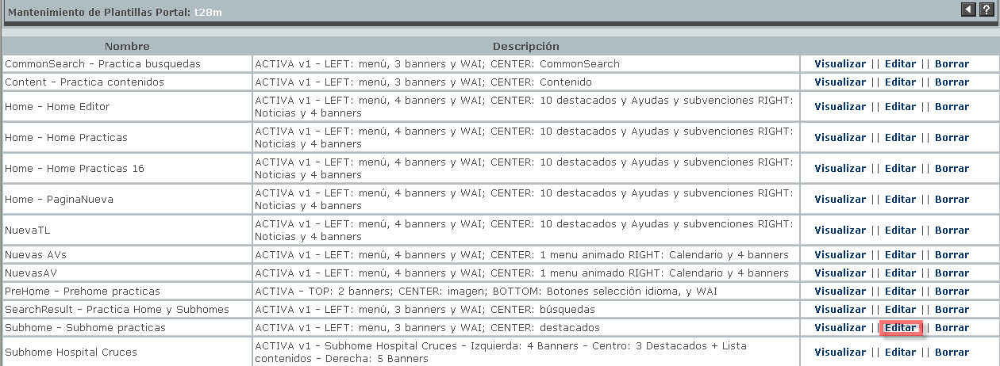 Mantenimiento de Plantillas Portal: t28m
Nombre Descripción
CommonSearch - Practica busquedas ACTIVA v1 - LEFT: menú, 3 banners y WAI; CENTER: CommonSearch Visualizar || Editar || Borrar
Content - Practica contenidos ACTIVA v1 - LEFT: menú, 3 banners y WAI; CENTER: Contenido Visualizar || Editar || Borrar
Home - Home Editor ACTIVA v1 - LEFT: menú, 4 banners y WAI; CENTER: 10 destacados y Ayudas y subvenciones RIGHT: Visualizar || Editar || Borrar
Noticias y 4 banners
Home - Home Practicas ACTIVA v1 - LEFT: menú, 4 banners y WAI; CENTER: 10 destacados y Ayudas y subvenciones RIGHT: Visualizar || Editar || Borrar
Noticias y 4 banners
Home - Home Practicas 16 ACTIVA v1 - LEFT: menú, 4 banners y WAI; CENTER: 10 destacados y Ayudas y subvenciones RIGHT: Visualizar || Editar || Borrar
Noticias y 4 banners
Home - PaginaNueva ACTIVA v1 - LEFT: menú, 4 banners y WAI; CENTER: 10 destacados y Ayudas y subvenciones RIGHT: Visualizar || Editar || Borrar
Noticias y 4 banners
NuevaTL ACTIVA v1 - LEFT: menú, 4 banners y WAI; CENTER: 10 destacados y Ayudas y subvenciones RIGHT: Visualizar || Editar || Borrar
Noticias y 4 banners
Nuevas AVs ACTIVA v1 - LEFT: menú, 4 banners y WAI; CENTER: 1 menu animado RIGHT: Calendario y 4 banners Visualizar || Editar || Borrar
NuevasAV ACTIVA v1 - LEFT: menú, 4 banners y WAI; CENTER: 1 menu animado RIGHT: Calendario y 4 banners Visualizar || Editar || Borrar
PreHome - Prehome practicas ACTIVA - TOP: 2 banners; CENTER: imagen; BOTTOM: Botones selección idioma, y WAI Visualizar || Editar || Borrar
SearchResult - Practica Home y Subhomes ACTIVA v1 - LEFT: menú, 3 banners y WAI; CENTER: búsquedas Visualizar || Editar || Borrar
Subhome - Subhome practicas ACTIVA v1 - LEFT: menú, 3 banners y WAI; CENTER: destacados Visualizar || Editar || Borrar
Subhome Hospital Cruces ACTIVA v1 - Subhome Hospital Cruces - Izquierda: 4 Banners - Centro: 3 Destacados + Lista Visualizar || Editar || Borrar
contenidos - Derecha: 5 Banners